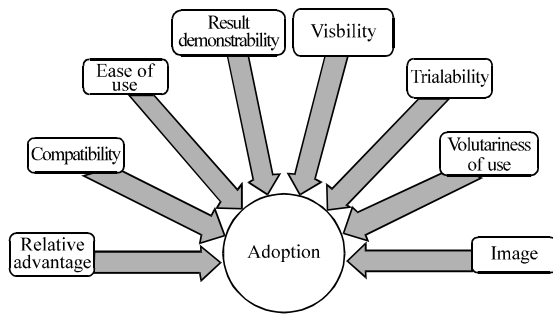 Result
demonstrability
Visbility
Ease of
use
Trialability
Compatibility
Volutariness
of use
Relative
advantage
Adoption
Image